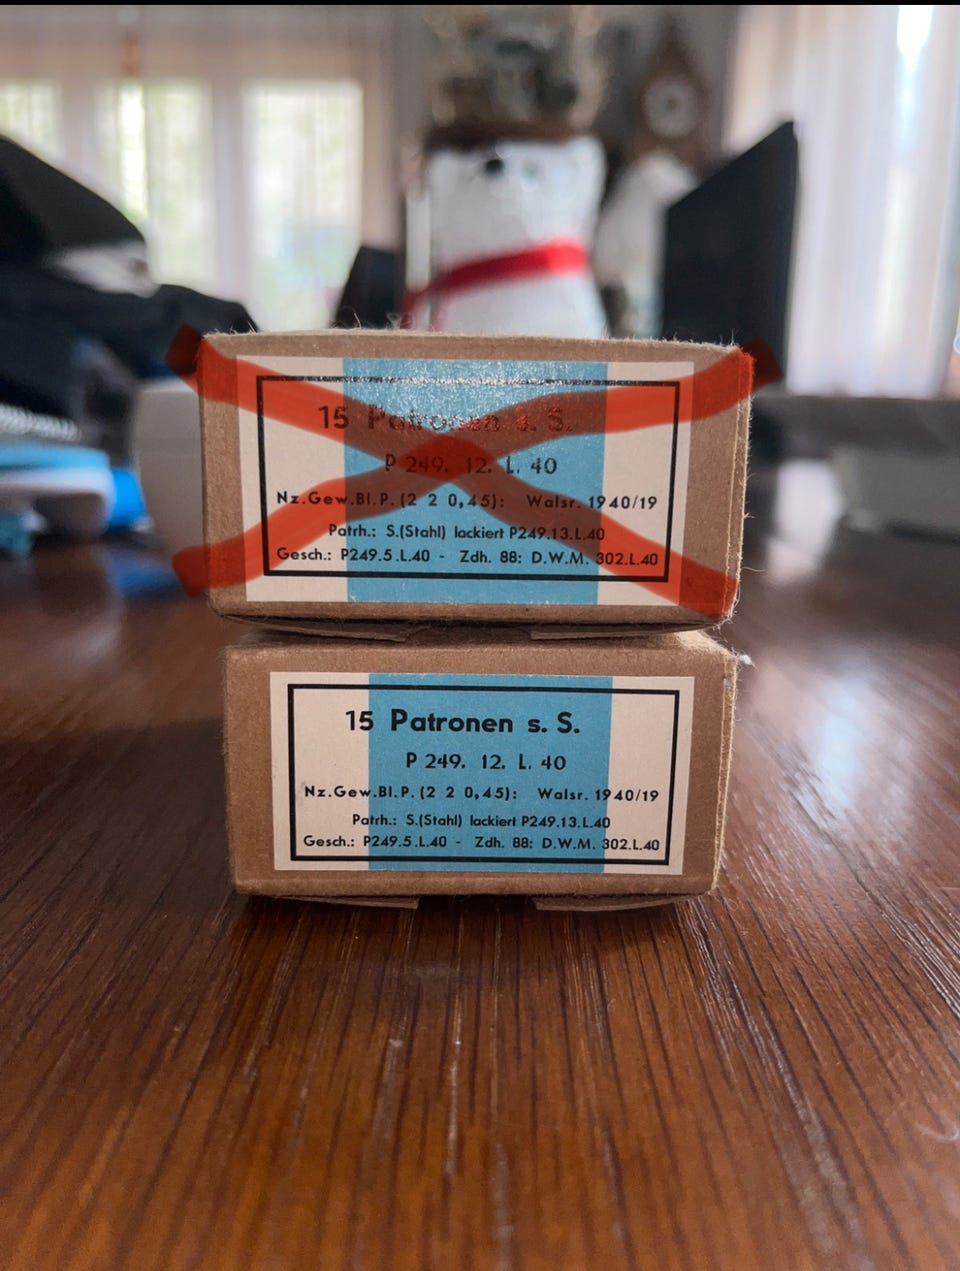 15 Patronen s. S.
P 249. 12. L. 40
Nz.Gew.Bl.P. (2 2 0,45): Walsr. 1940/19
Patrh.: S.(Stahl) lackiert P249.13.L.40
Gesch.: P249.5.L.40 - Zdh. 88: D.W.M. 302.L.40
15 Patronen s. S.
P 249. 12. L. 40
Nz.Gew.Bl.P. (2 2 0,45): Walsr. 1940/19
Patrh.: S.(Stahl) lackiert P249.13.L.40
Gesch.: P249.5.L.40 - Zdh. 88: D.W.M. 302.L.40